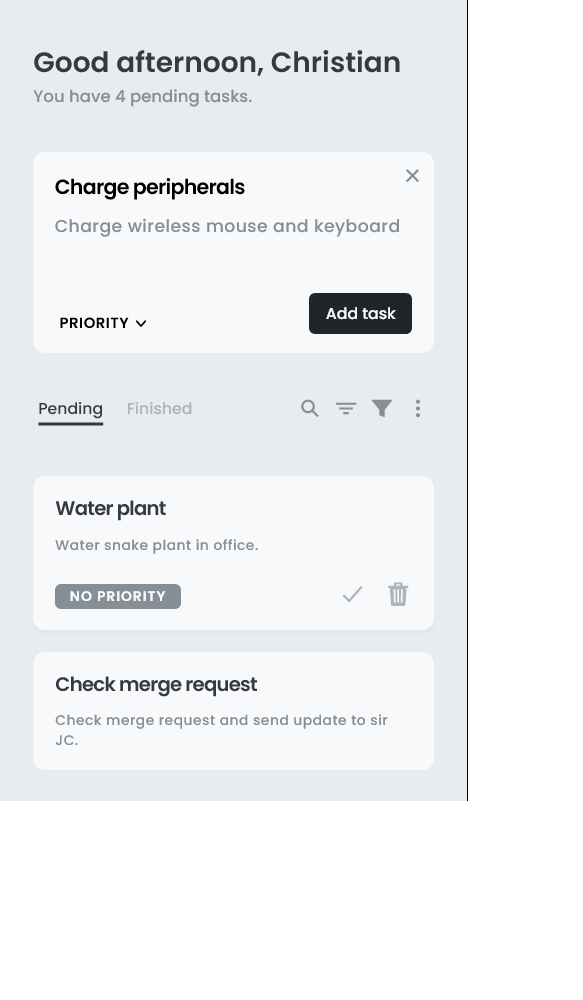 Good afternoon, Christian
You have 4 pending tasks.
Charge peripherals
Charge wireless mouse and keyboard
PRIORITY
Add task
Pending
Finished
Water plant
Water snake plant in office.
NO PRIORITY
Check merge request
Check merge request and send update to sir
JC.